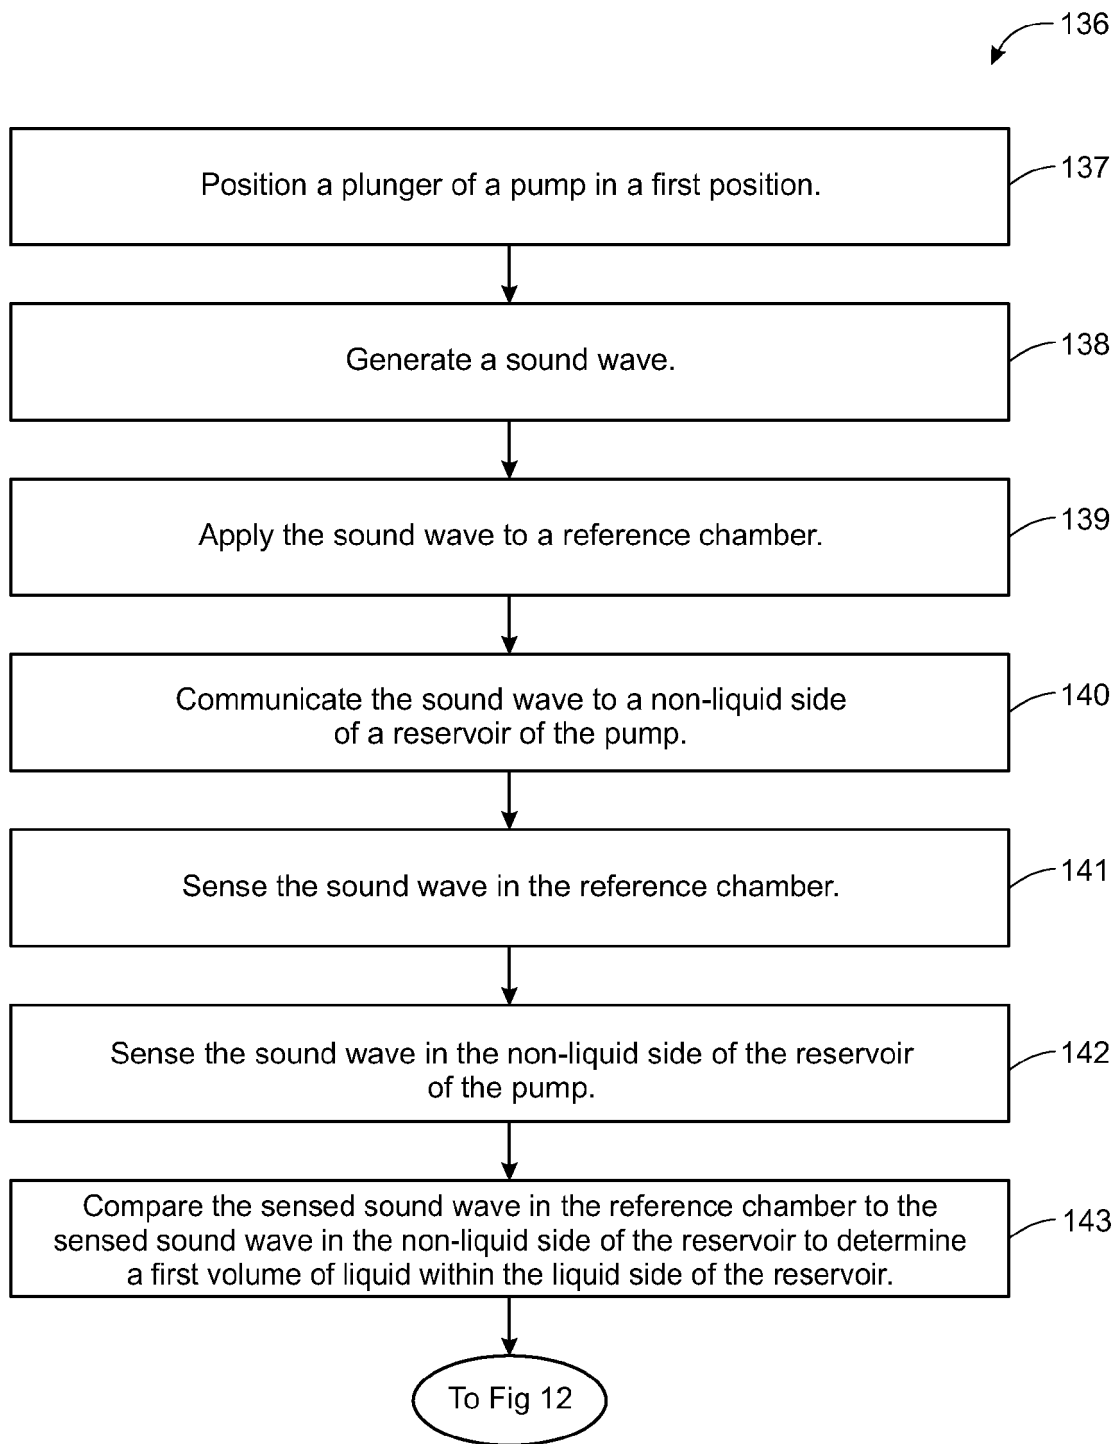 136
Position a plunger of a pump in a first position.
137
Generate a sound wave.
138
Apply the sound wave to a reference chamber.
139
Communicate the sound wave to a non-liquid side
of a reservoir of the pump.
140
Sense the sound wave in the reference chamber.
141
Sense the sound wave in the non-liquid side of the reservoir
of the pump.
142
Compare the sensed sound wave in the reference chamber to the
sensed sound wave in the non-liquid side of the reservoir to determine
a first volume of liquid within the liquid side of the reservoir.
143
To Fig 12